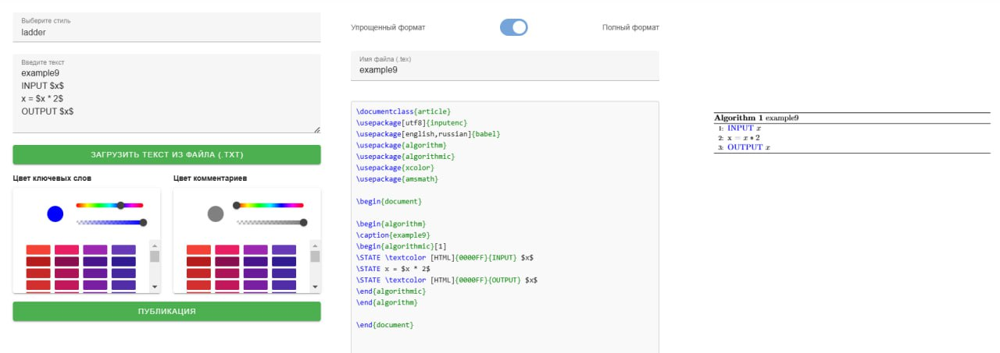 Выберите стиль
ladder
Введите текст
example9
INPUT $x$
x = $x * 2$
OUTPUT $x$
ЗАГРУЗИТЬ ТЕКСТ ИЗ ФАЙЛА (.TXT)
Цвет ключевых слов
Цвет комментариев
ПУБЛИКАЦИЯ
Упрощенный формат
Полный формат
Имя файла (.tex)
example9
\documentclass{article}
\usepackage[utf8]{inputenc}
\usepackage[english,russian]{babel}
\usepackage{algorithm}
\usepackage{algorithmic}
\usepackage{xcolor}
\usepackage{amsmath}
\begin{document}
\begin{algorithm}
\caption{example9}
\begin{algorithmic}[1]
\STATE \textcolor [HTML]{0000FF}{INPUT} $x$
\STATE x = $x * 2$
\STATE \textcolor [HTML]{0000FF}{OUTPUT} $x$
\end{algorithmic}
\end{algorithm}
\end{document}
Algorithm 1 example9
1: INPUT x
2: x = x * 2
3: OUTPUT x